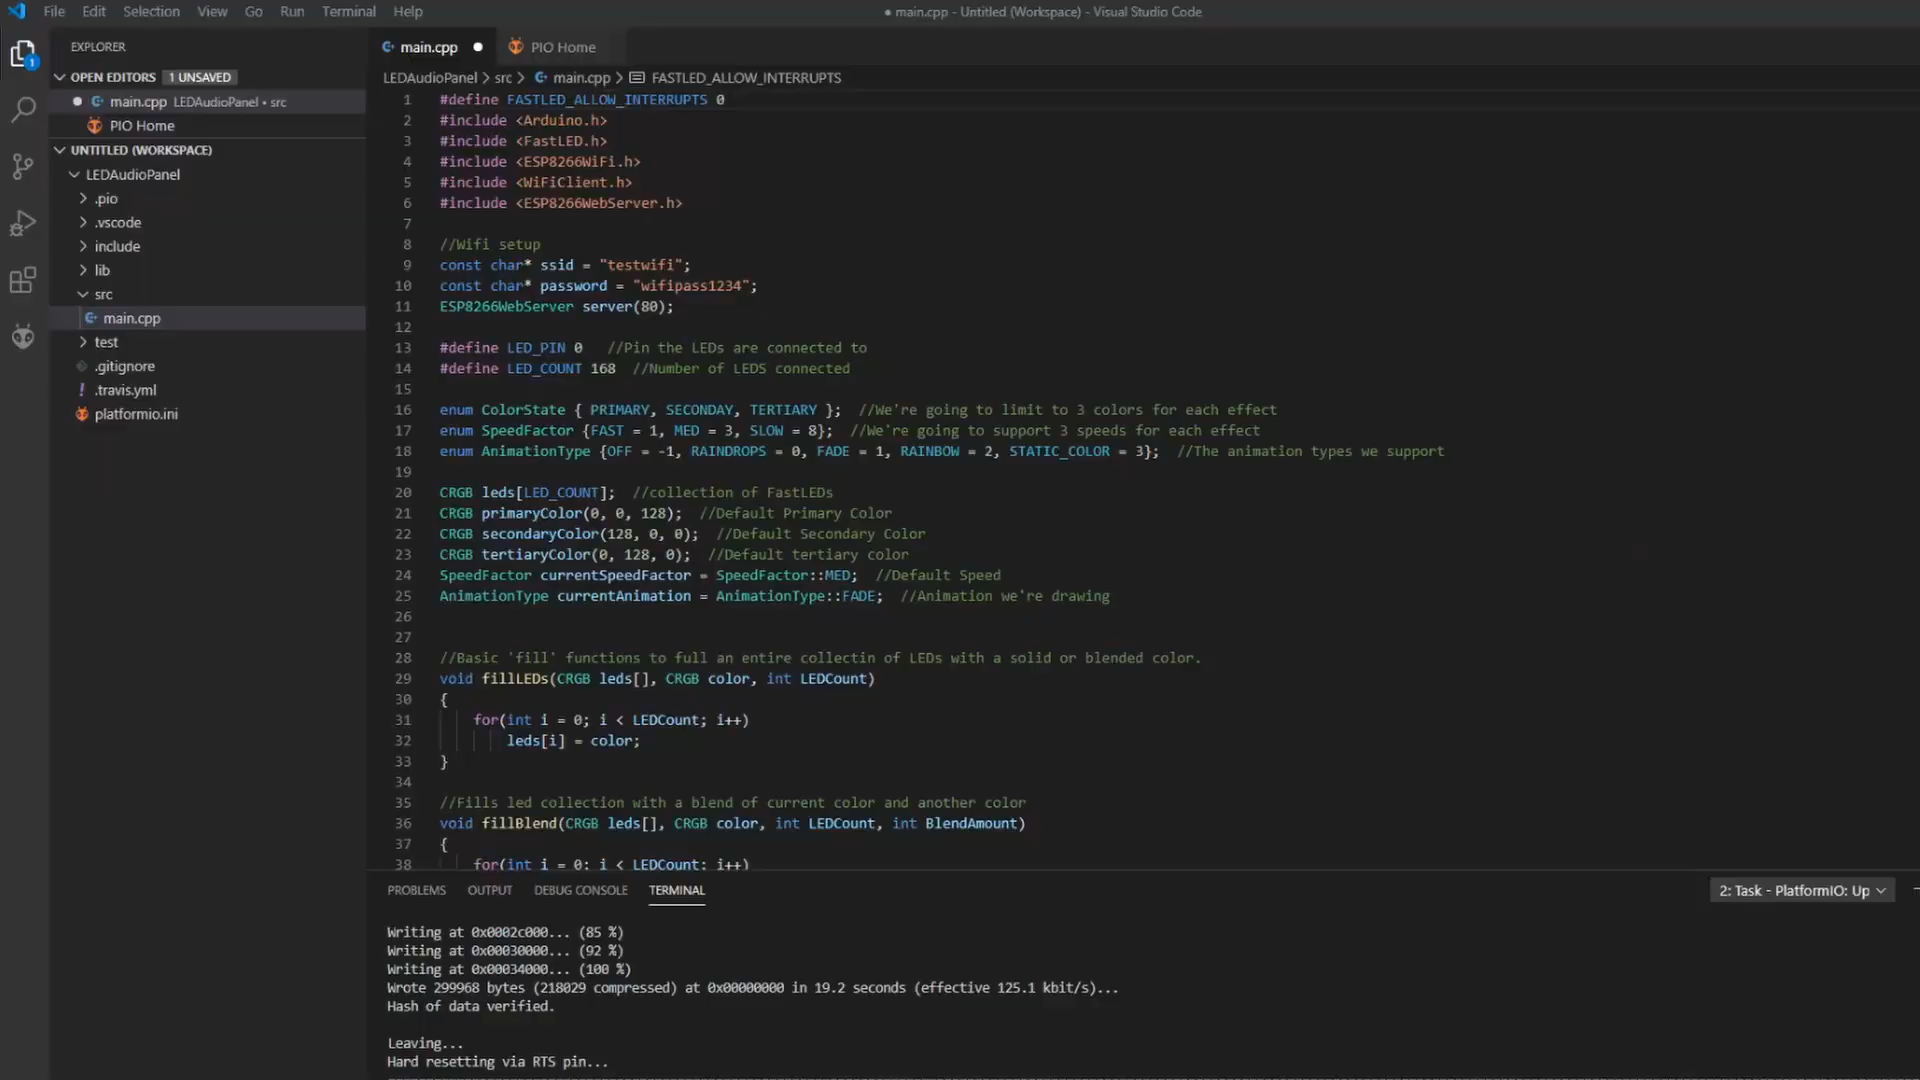 File Edit Selection View Go Run Terminal Help
● main.cpp - Untitled (Workspace) - Visual Studio Code
1
EXPLORER
OPEN EDITORS 1 UNSAVED
main.cpp LEDAudioPanel • src
PIO Home
UNTITLED (WORKSPACE)
LEDAudioPanel
.pio
.vscode
include
lib
src
main.cpp
test
.gitignore
! .travis.yml
platformio.ini
main.cpp ● PIO Home
LEDAudioPanel > src > main.cpp > FASTLED_ALLOW_INTERRUPTS
1 #define FASTLED_ALLOW_INTERRUPTS 0
2 #include <Arduino.h>
3 #include <FastLED.h>
4 #include <ESP8266WiFi.h>
5 #include <WiFiClient.h>
6 #include <ESP8266WebServer.h>
7
8 //Wifi setup
9 const char* ssid = "testwifi";
10 const char* password = "wifipass1234";
11 ESP8266WebServer server(80);
12
13 #define LED_PIN 0 //Pin the LEDs are connected to
14 #define LED_COUNT 168 //Number of LEDS connected
15
16 enum ColorState { PRIMARY, SECONDAY, TERTIARY }; //We're going to limit to 3 colors for each effect
17 enum SpeedFactor {FAST = 1, MED = 3, SLOW = 8}; //We're going to support 3 speeds for each effect
18 enum AnimationType {OFF = -1, RAINDROPS = 0, FADE = 1, RAINBOW = 2, STATIC_COLOR = 3}; //The animation types we support
19
20 CRGB leds[LED_COUNT]; //collection of FastLEDs
21 CRGB primaryColor(0, 0, 128); //Default Primary Color
22 CRGB secondaryColor(128, 0, 0); //Default Secondary Color
23 CRGB tertiaryColor(0, 128, 0); //Default tertiary color
24 SpeedFactor currentSpeedFactor = SpeedFactor::MED; //Default Speed
25 AnimationType currentAnimation = AnimationType::FADE; //Animation we're drawing
26
27
28 //Basic 'fill' functions to full an entire collectin of LEDs with a solid or blended color.
29 void fillLEDs(CRGB leds[], CRGB color, int LEDCount)
30 {
31 for(int i = 0; i < LEDCount; i++)
32 leds[i] = color;
33 }
34
35 //Fills led collection with a blend of current color and another color
36 void fillBlend(CRGB leds[], CRGB color, int LEDCount, int BlendAmount)
37 {
38 for(int i = 0; i < LEDCount; i++)
PROBLEMS OUTPUT DEBUG CONSOLE TERMINAL
2: Task - PlatformIO: Up
Writing at 0x0002c000... (85 %)
Writing at 0x00030000... (92 %)
Writing at 0x00034000... (100 %)
Wrote 299968 bytes (218029 compressed) at 0x00000000 in 19.2 seconds (effective 125.1 kbit/s)...
Hash of data verified.
Leaving...
Hard resetting via RTS pin...